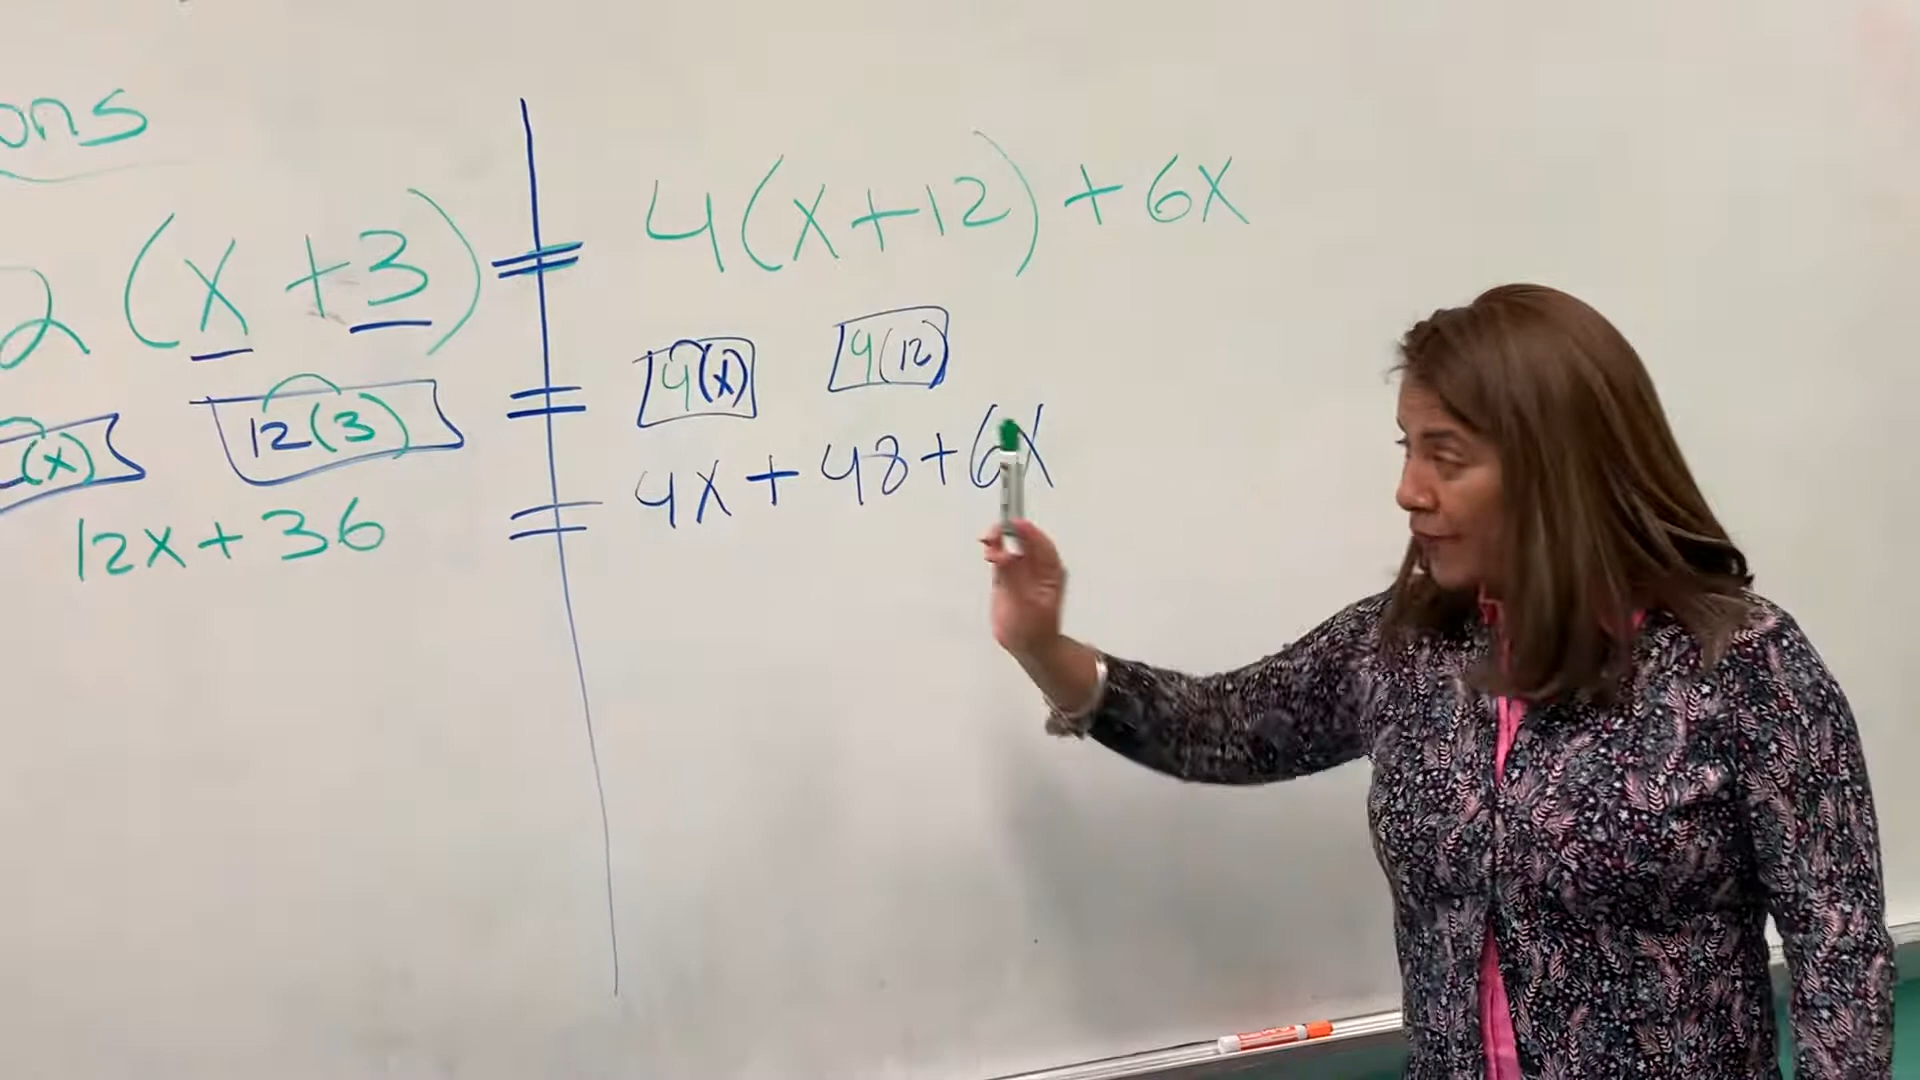 ons
2 (x + 3) = 4(x+12) + 6x
(x) 12(3) = 4(x) 4(12)
12x + 36 = 4x + 48 + 6x